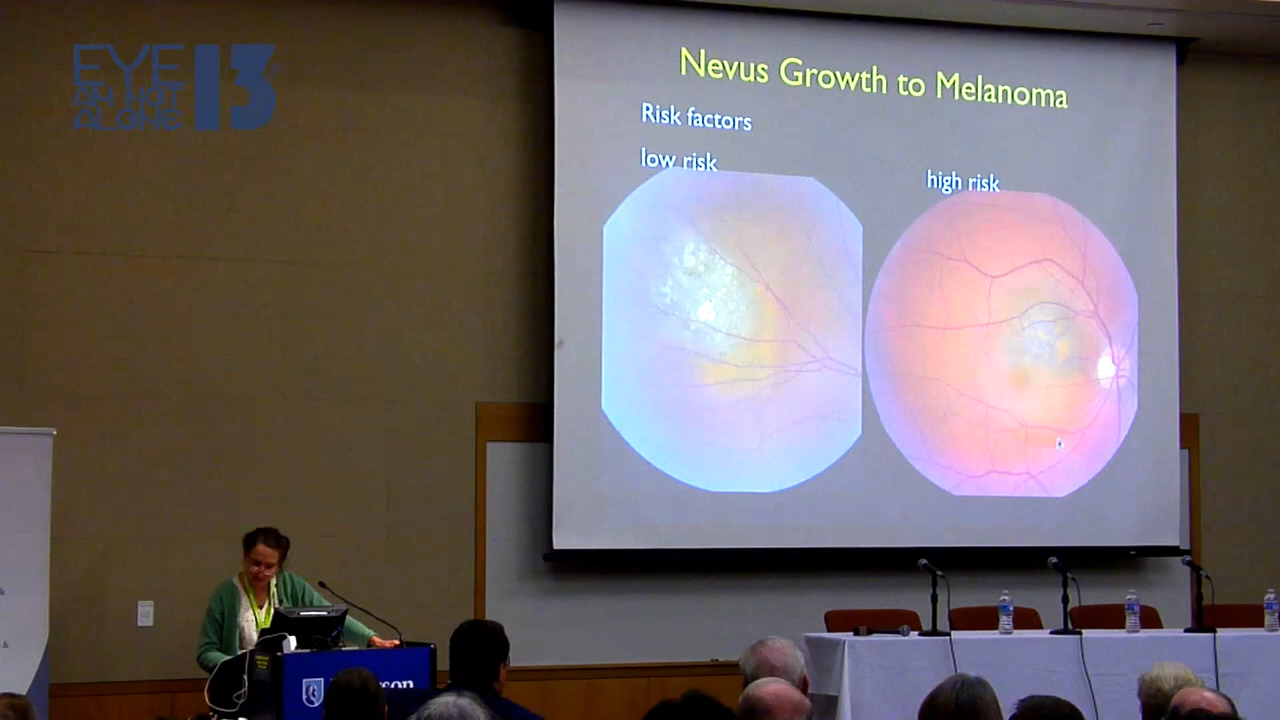 EYE
AM NOT
ALONE 13
Nevus Growth to Melanoma
Risk factors
low risk
high risk